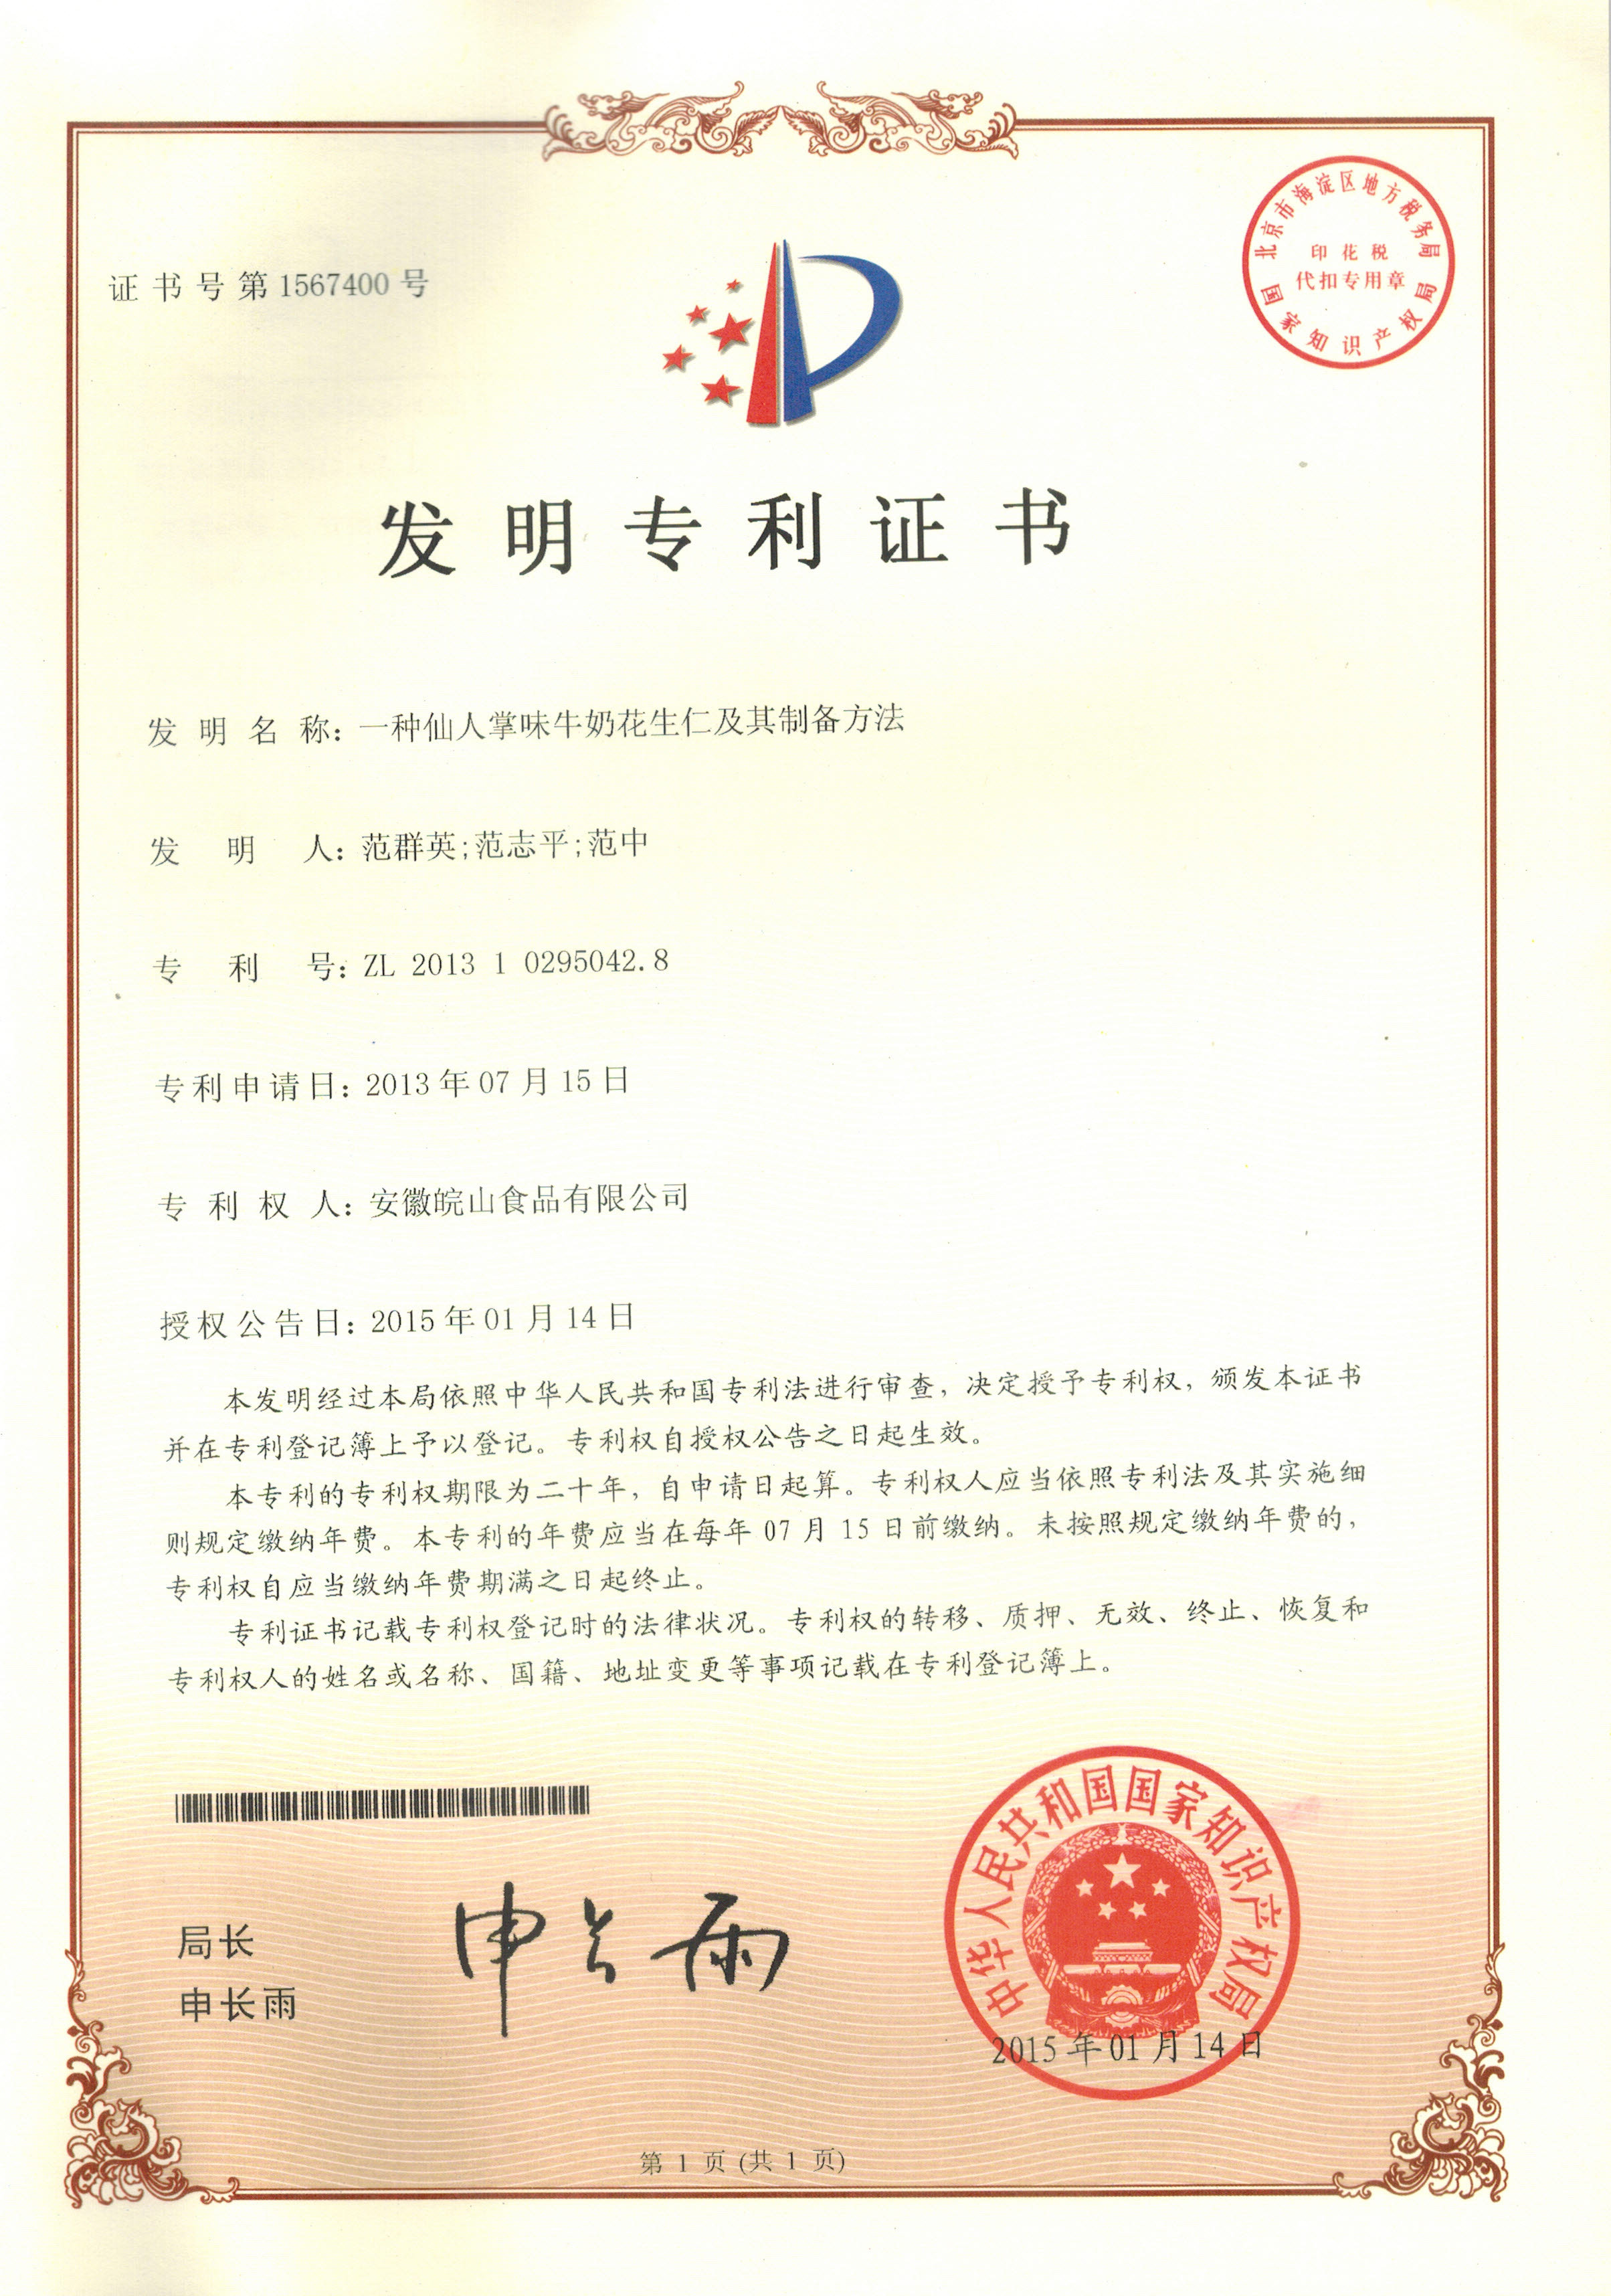 证书号第1567400号
北京市海淀区地方税务局
印花税
代扣专用章
国家知识产权局
发明专利证书
发明名称：一种仙人掌味牛奶花生仁及其制备方法
发明人：范群英;范志平;范中
专利号：ZL 2013 1 0295042.8
专利申请日：2013年07月15日
专利权人：安徽皖山食品有限公司
授权公告日：2015年01月14日
本发明经过本局依照中华人民共和国专利法进行审查，决定授予专利权，颁发本证书
并在专利登记簿上予以登记。专利权自授权公告之日起生效。
本专利的专利权期限为二十年，自申请日起算。专利权人应当依照专利法及其实施细
则规定缴纳年费。本专利的年费应当在每年07月15日前缴纳。未按照规定缴纳年费的，
专利权自应当缴纳年费期满之日起终止。
专利证书记载专利权登记时的法律状况。专利权的转移、质押、无效、终止、恢复和
专利权人的姓名或名称、国籍、地址变更等事项记载在专利登记簿上。
局长
申长雨
申长雨
中华人民共和国国家知识产权局
2015年01月14日
第 1 页 (共 1 页)